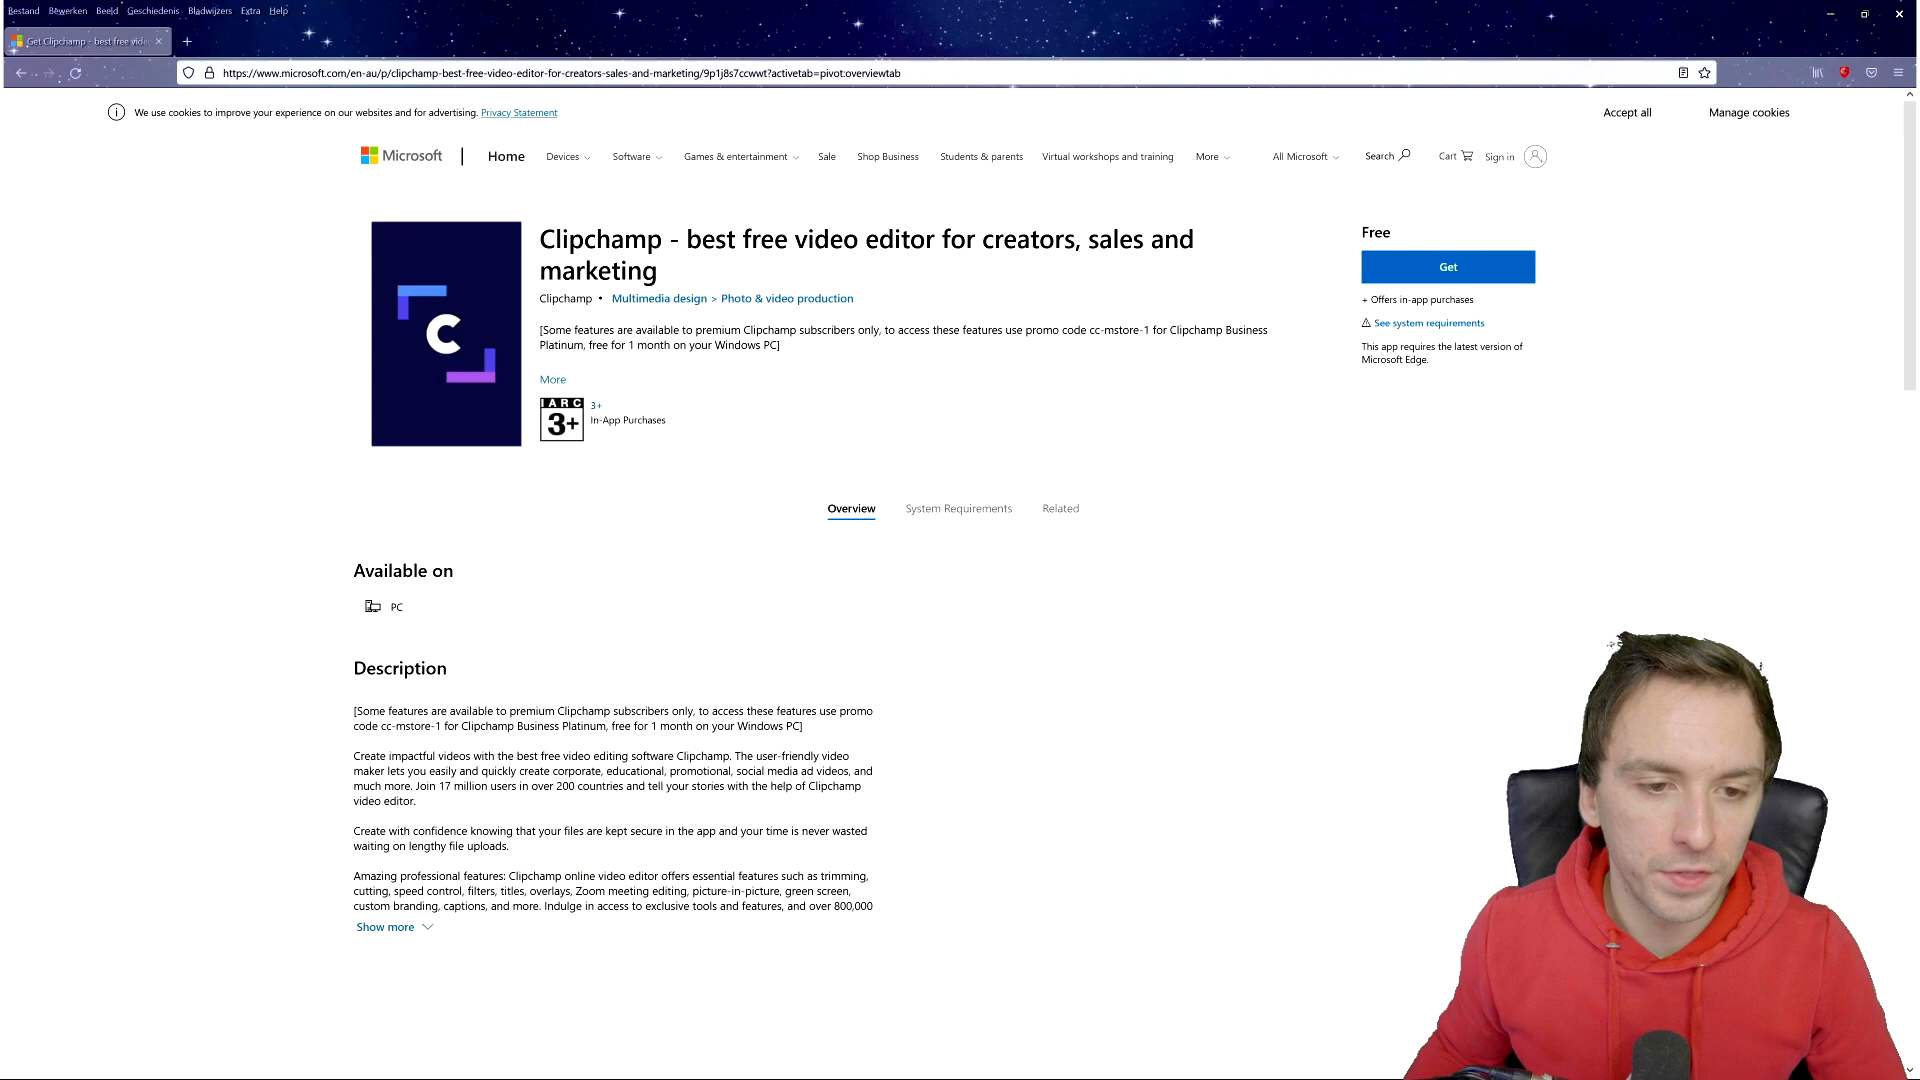 Bestand Bewerken Beeld Geschiedenis Bladwijzers Extra Help
Get Clipchamp - best free vide
https://www.microsoft.com/en-au/p/clipchamp-best-free-video-editor-for-creators-sales-and-marketing/9p1j8s7ccwwt?activetab=pivot:overviewtab
We use cookies to improve your experience on our websites and for advertising. Privacy Statement
Accept all
Manage cookies
Microsoft
Home
Devices
Software
Games & entertainment
Sale
Shop Business
Students & parents
Virtual workshops and training
More
All Microsoft
Search
Cart
Sign in
C
Clipchamp - best free video editor for creators, sales and
marketing
Clipchamp • Multimedia design > Photo & video production
[Some features are available to premium Clipchamp subscribers only, to access these features use promo code cc-mstore-1 for Clipchamp Business
Platinum, free for 1 month on your Windows PC]
More
IARC
3+
3+
In-App Purchases
Free
Get
+ Offers in-app purchases
See system requirements
This app requires the latest version of
Microsoft Edge.
Overview
System Requirements
Related
Available on
PC
Description
[Some features are available to premium Clipchamp subscribers only, to access these features use promo
code cc-mstore-1 for Clipchamp Business Platinum, free for 1 month on your Windows PC]
Create impactful videos with the best free video editing software Clipchamp. The user-friendly video
maker lets you easily and quickly create corporate, educational, promotional, social media ad videos, and
much more. Join 17 million users in over 200 countries and tell your stories with the help of Clipchamp
video editor.
Create with confidence knowing that your files are kept secure in the app and your time is never wasted
waiting on lengthy file uploads.
Amazing professional features: Clipchamp online video editor offers essential features such as trimming,
cutting, speed control, filters, titles, overlays, Zoom meeting editing, picture-in-picture, green screen,
custom branding, captions, and more. Indulge in access to exclusive tools and features, and over 800,000
Show more